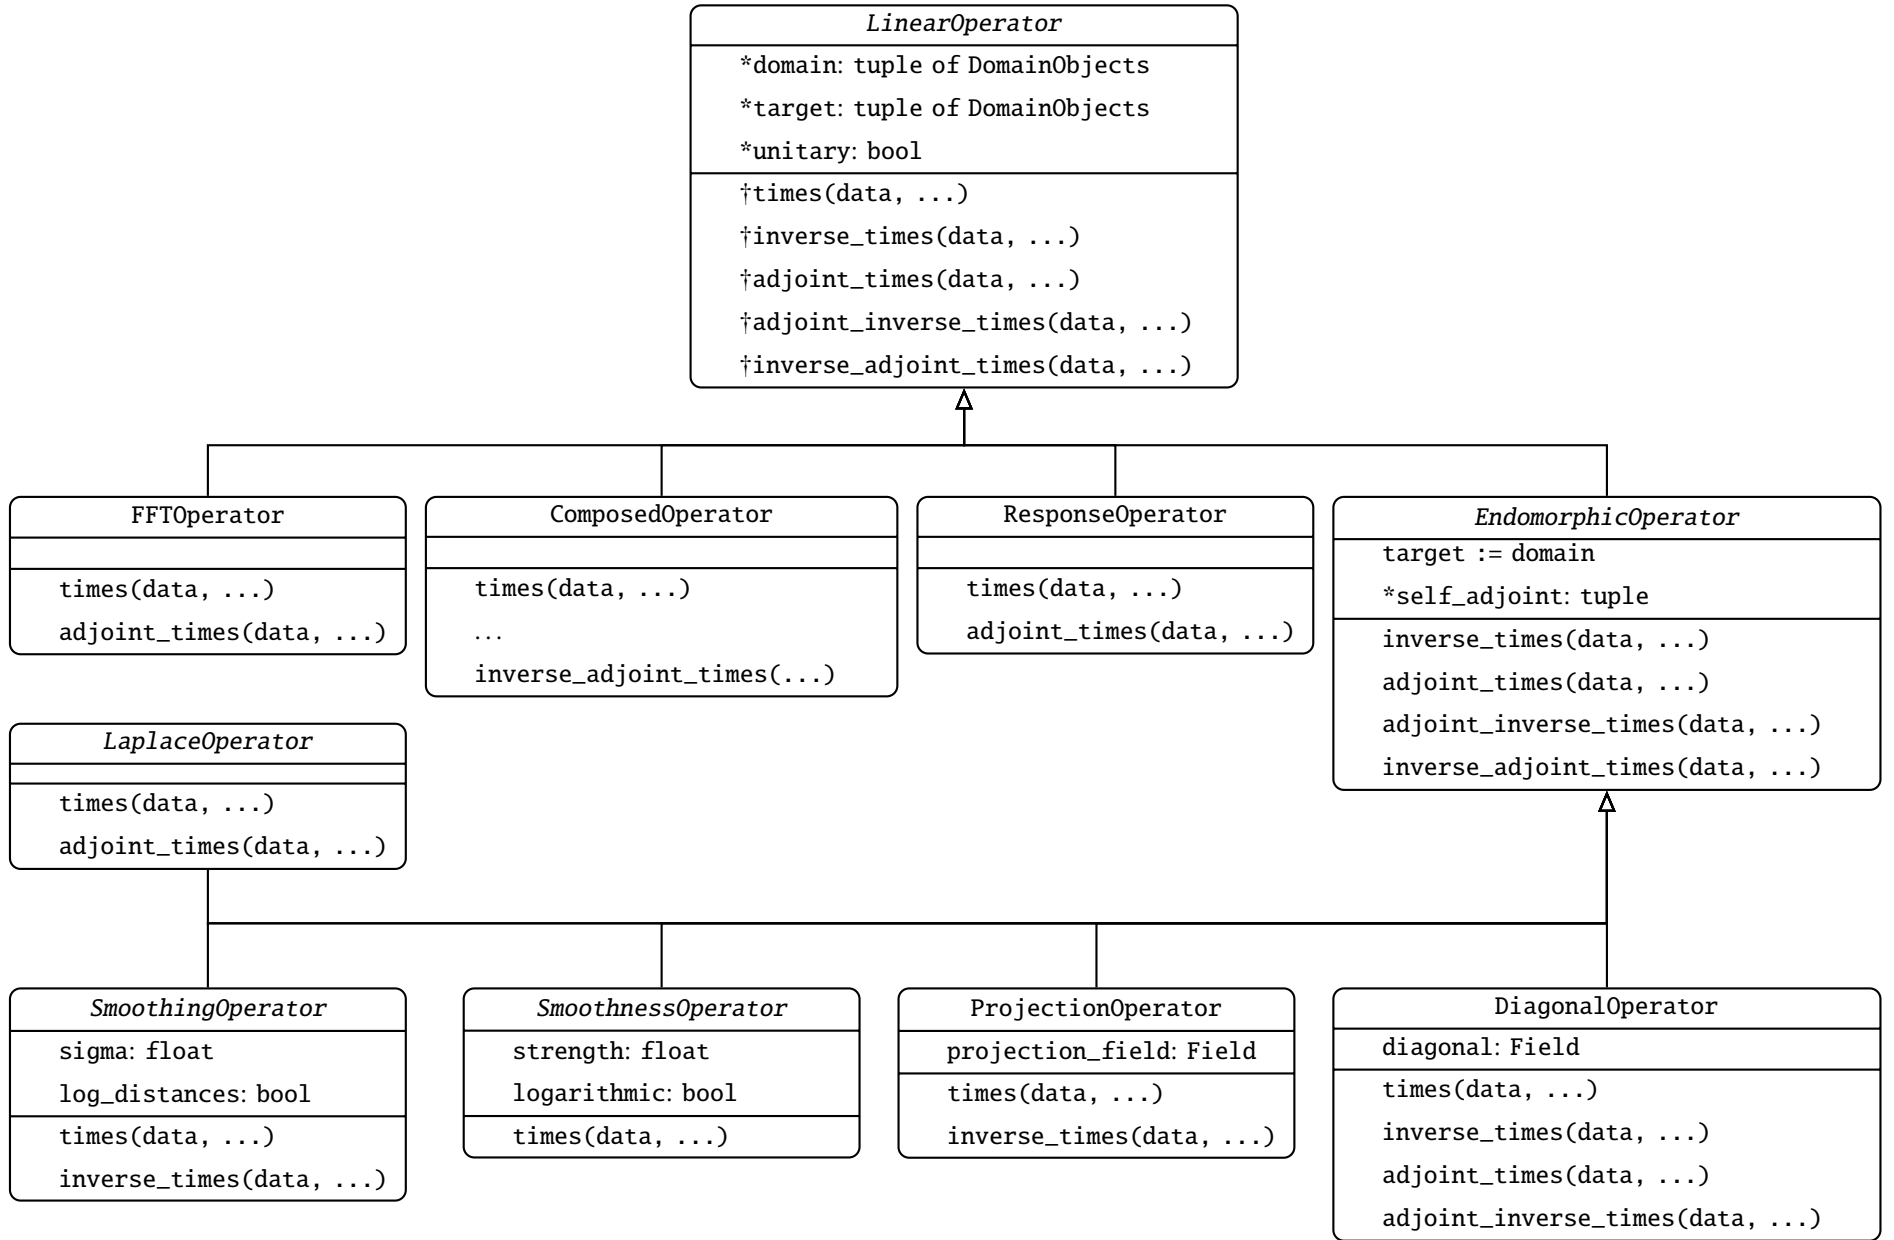 LinearOperator
*domain: tuple of DomainObjects
*target: tuple of DomainObjects
*unitary: bool
†times(data, ...)
†inverse_times(data, ...)
†adjoint_times(data, ...)
†adjoint_inverse_times(data, ...)
†inverse_adjoint_times(data, ...)
FFTOperator
times(data, ...)
adjoint_times(data, ...)
ComposedOperator
times(data, ...)
...
inverse_adjoint_times(...)
ResponseOperator
times(data, ...)
adjoint_times(data, ...)
EndomorphicOperator
target := domain
*self_adjoint: tuple
inverse_times(data, ...)
adjoint_times(data, ...)
adjoint_inverse_times(data, ...)
inverse_adjoint_times(data, ...)
LaplaceOperator
times(data, ...)
adjoint_times(data, ...)
SmoothingOperator
sigma: float
log_distances: bool
times(data, ...)
inverse_times(data, ...)
SmoothnessOperator
strength: float
logarithmic: bool
times(data, ...)
ProjectionOperator
projection_field: Field
times(data, ...)
inverse_times(data, ...)
DiagonalOperator
diagonal: Field
times(data, ...)
inverse_times(data, ...)
adjoint_times(data, ...)
adjoint_inverse_times(data, ...)